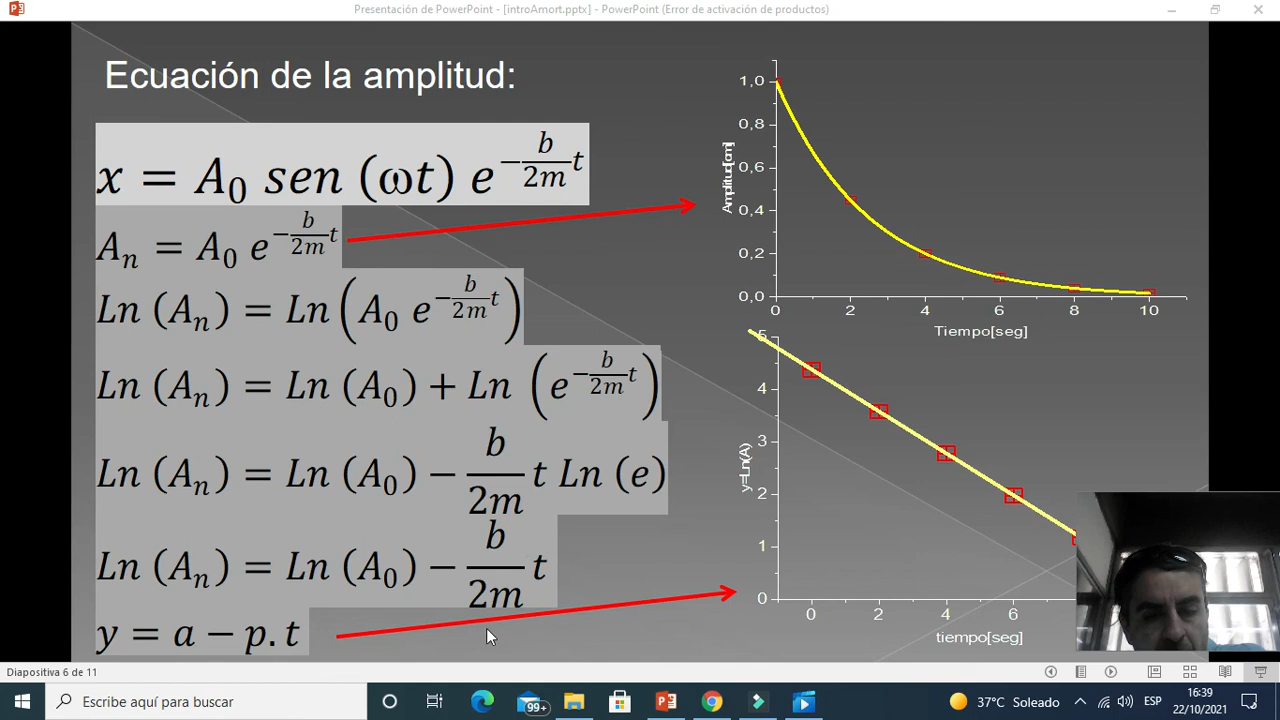 Presentación de PowerPoint - [introAmort.pptx] - PowerPoint (Error de activación de productos)
Ecuación de la amplitud:
x = A₀ sen (ωt) e^(-b/2m t)
Aₙ = A₀ e^(-b/2m t)
Ln (Aₙ) = Ln (A₀ e^(-b/2m t))
Ln (Aₙ) = Ln (A₀) + Ln (e^(-b/2m t))
Ln (Aₙ) = Ln (A₀) − b/2m t Ln (e)
Ln (Aₙ) = Ln (A₀) − b/2m t
y = a − p.t
Amplitud[cm]
1,0
0,8
0,6
0,4
0,2
0,0
0 2 4 6 8 10
Tiempo[seg]
y=Ln(A)
5
4
3
2
1
0
0 2 4 6
tiempo[seg]
Diapositiva 6 de 11
Escribe aquí para buscar
99+
37°C Soleado
ESP
16:39
22/10/2021